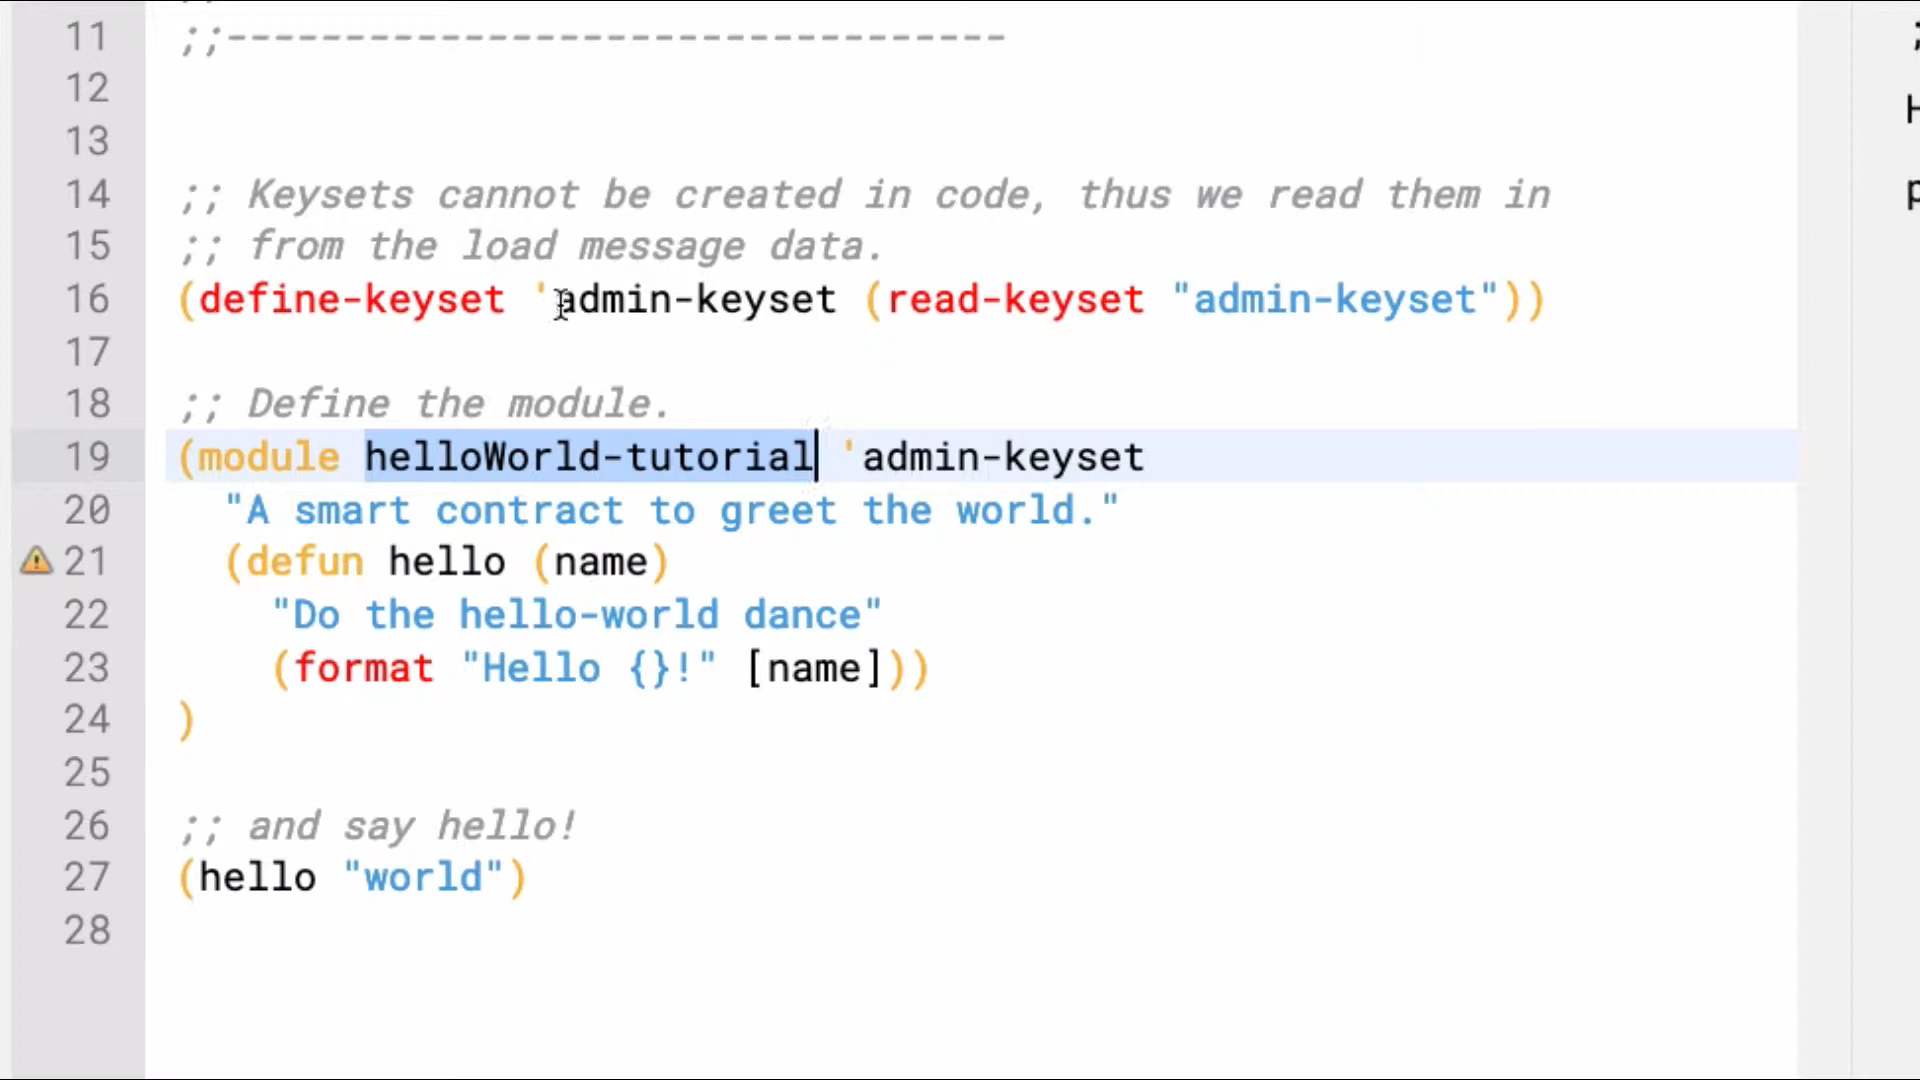 11 ;;---------------------------------
12
13
14 ;; Keysets cannot be created in code, thus we read them in
15 ;; from the load message data.
16 (define-keyset 'admin-keyset (read-keyset "admin-keyset"))
17
18 ;; Define the module.
19 (module helloWorld-tutorial 'admin-keyset
20   "A smart contract to greet the world."
21   (defun hello (name)
22     "Do the hello-world dance"
23     (format "Hello {}!" [name]))
24 )
25
26 ;; and say hello!
27 (hello "world")
28